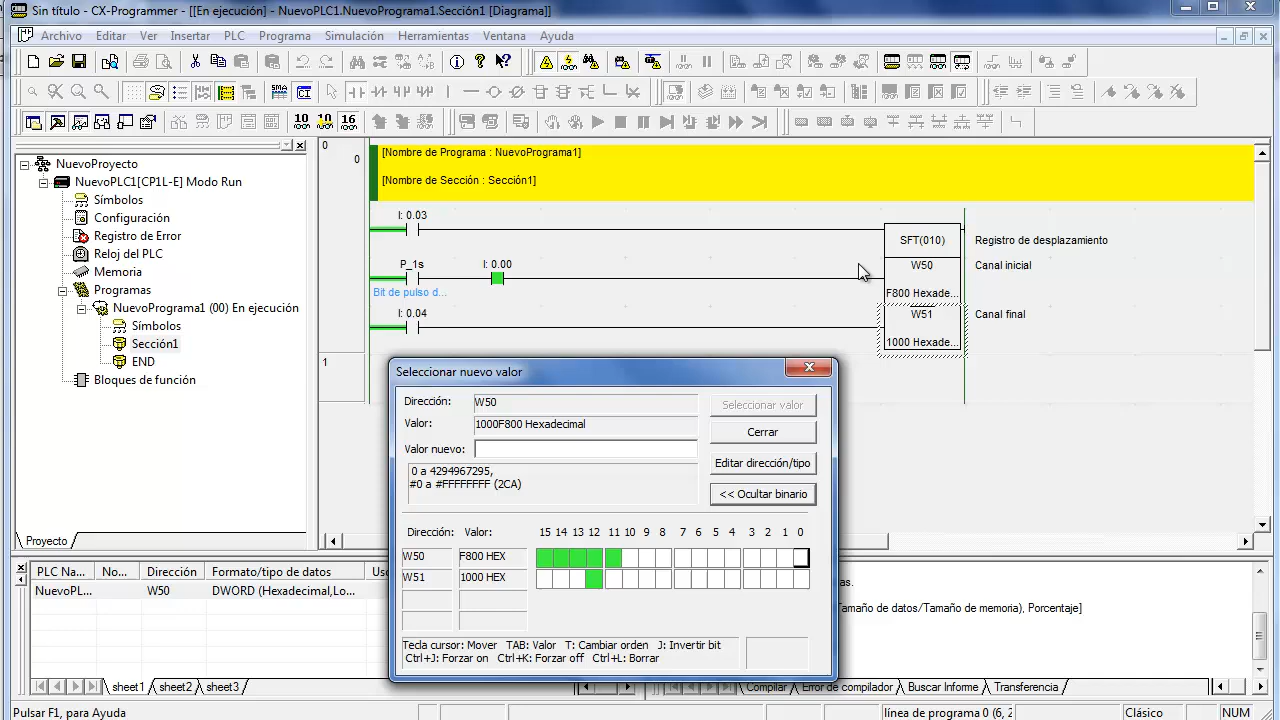 Sin título - CX-Programmer - [[En ejecución] - NuevoPLC1.NuevoPrograma1.Sección1 [Diagrama]]
Archivo Editar Ver Insertar PLC Programa Simulación Herramientas Ventana Ayuda
10 10 16
NuevoProyecto
NuevoPLC1[CP1L-E] Modo Run
Símbolos
Configuración
Registro de Error
Reloj del PLC
Memoria
Programas
NuevoPrograma1 (00) En ejecución
Símbolos
Sección1
END
Bloques de función
Proyecto
0
0
[Nombre de Programa : NuevoPrograma1]
[Nombre de Sección : Sección1]
I: 0.03
SFT(010) Registro de desplazamiento
P_1s I: 0.00 W50 Canal inicial
Bit de pulso d... F800 Hexade...
I: 0.04 W51 Canal final
1000 Hexade...
1
Seleccionar nuevo valor
Dirección: W50 Seleccionar valor
Valor: 1000F800 Hexadecimal Cerrar
Valor nuevo:
0 a 4294967295,
#0 a #FFFFFFFF (2CA)
Editar dirección/tipo
<< Ocultar binario
Dirección: Valor: 15 14 13 12 11 10 9 8 7 6 5 4 3 2 1 0
W50 F800 HEX
W51 1000 HEX
Tecla cursor: Mover TAB: Valor T: Cambiar orden J: Invertir bit
Ctrl+J: Forzar on Ctrl+K: Forzar off Ctrl+L: Borrar
PLC Na... No... Dirección Formato/tipo de datos
NuevoPL... W50 DWORD (Hexadecimal,Lo...
sheet1 sheet2 sheet3
Tamaño de datos/Tamaño de memoria), Porcentaje]
Compilar Error de compilador Buscar Informe Transferencia
Pulsar F1, para Ayuda
línea de programa 0 (6, 2 Clásico NUM